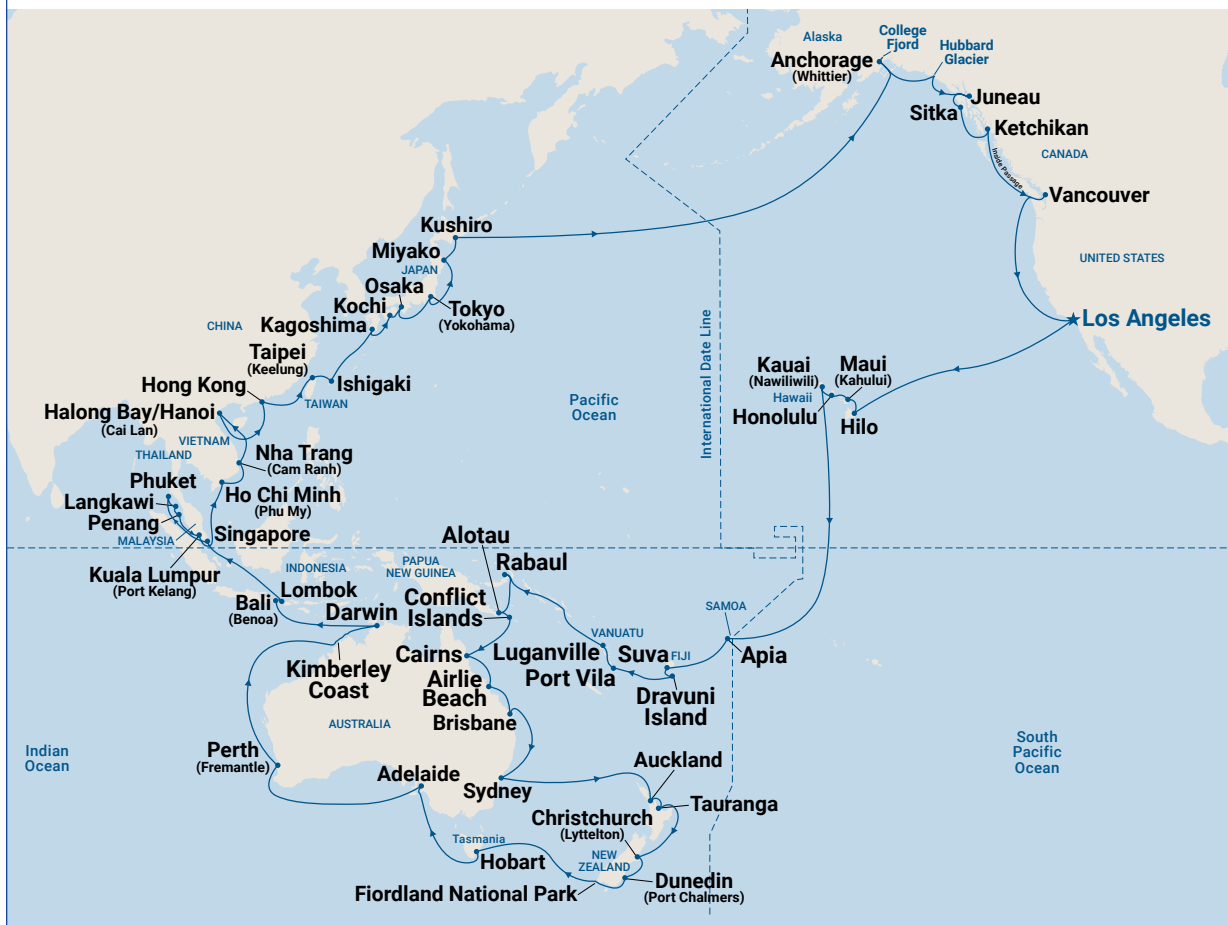 Alaska
College
Fjord
Hubbard
Glacier
Anchorage
(Whittier)
Juneau
Sitka
Ketchikan
CANADA
Inside Passage
Vancouver
Kushiro
Miyako
JAPAN
Osaka
Kochi
Tokyo
(Yokohama)
Kagoshima
CHINA
UNITED STATES
Los Angeles
Taipei
(Keelung)
Ishigaki
TAIWAN
Hong Kong
Halong Bay/Hanoi
(Cai Lan)
VIETNAM
THAILAND
Nha Trang
(Cam Ranh)
Phuket
Langkawi
Penang
Ho Chi Minh
(Phu My)
MALAYSIA
Singapore
Kuala Lumpur
(Port Kelang)
Pacific
Ocean
International Date Line
Kauai
(Nawiliwili)
Hawaii
Maui
(Kahului)
Honolulu
Hilo
Alotau
Rabaul
INDONESIA
PAPUA
NEW GUINEA
Lombok
Bali
(Benoa)
Darwin
Conflict
Islands
Kimberley
Coast
Cairns
Airlie
Beach
Brisbane
VANUATU
Luganville
Port Vila
Suva
FIJI
SAMOA
Apia
Dravuni
Island
AUSTRALIA
Indian
Ocean
Perth
(Fremantle)
Adelaide
Sydney
Auckland
Tauranga
Christchurch
(Lyttelton)
South
Pacific
Ocean
Tasmania
Hobart
NEW
ZEALAND
Fiordland National Park
Dunedin
(Port Chalmers)